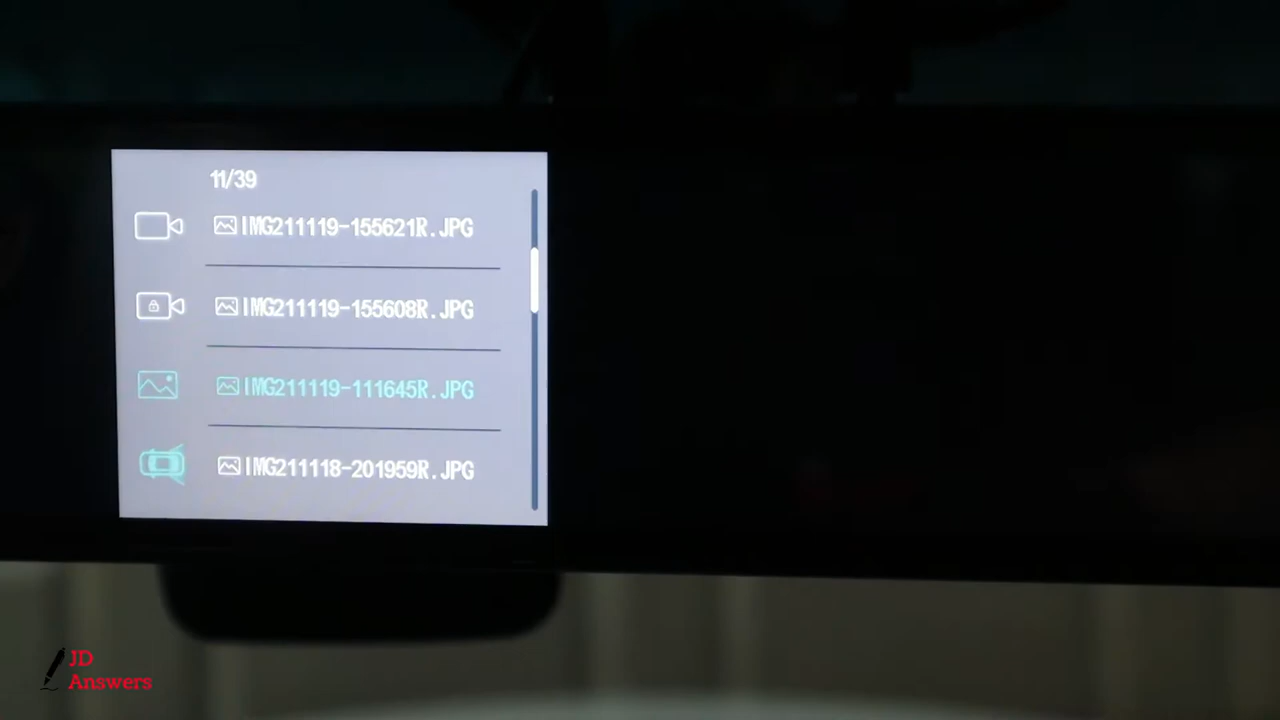 11/39
IMG211119-155621R.JPG
IMG211119-155608R.JPG
IMG211119-111645R.JPG
IMG211118-201959R.JPG
JD
Answers